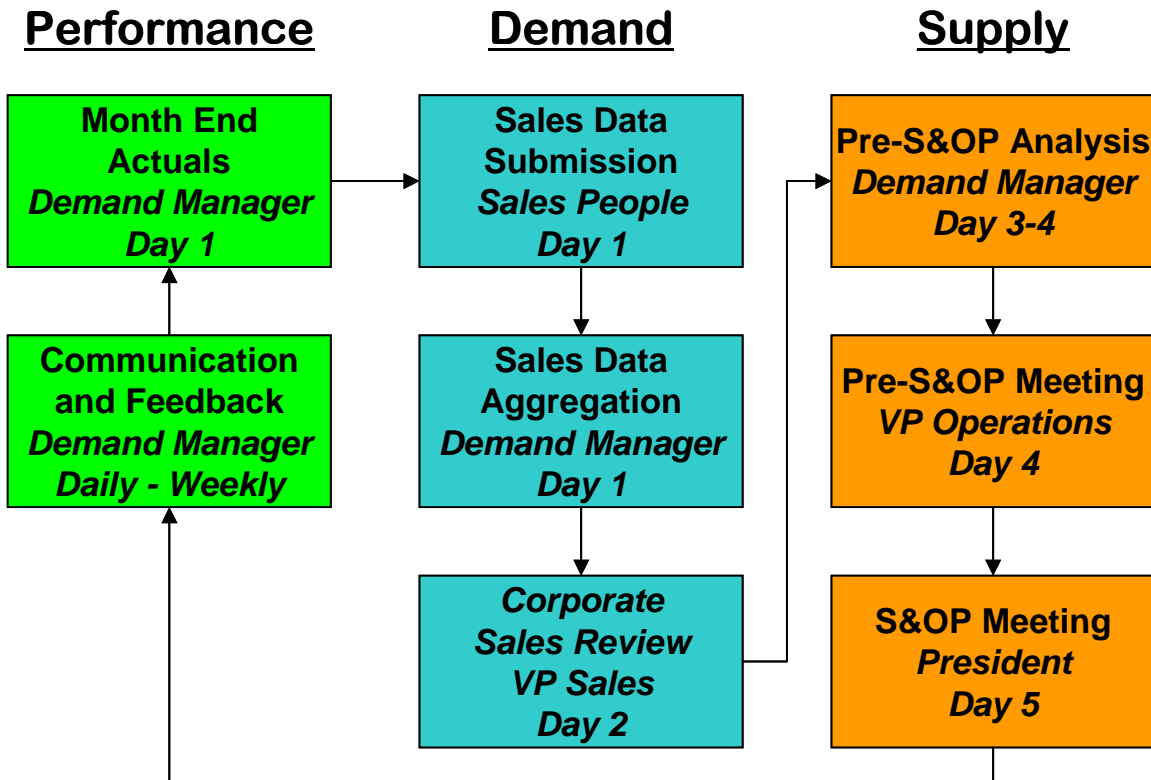 Performance
Demand
Supply
Month End
Actuals
Demand Manager
Day 1
Communication
and Feedback
Demand Manager
Daily - Weekly
Sales Data
Submission
Sales People
Day 1
Sales Data
Aggregation
Demand Manager
Day 1
Corporate
Sales Review
VP Sales
Day 2
Pre-S&OP Analysis
Demand Manager
Day 3-4
Pre-S&OP Meeting
VP Operations
Day 4
S&OP Meeting
President
Day 5